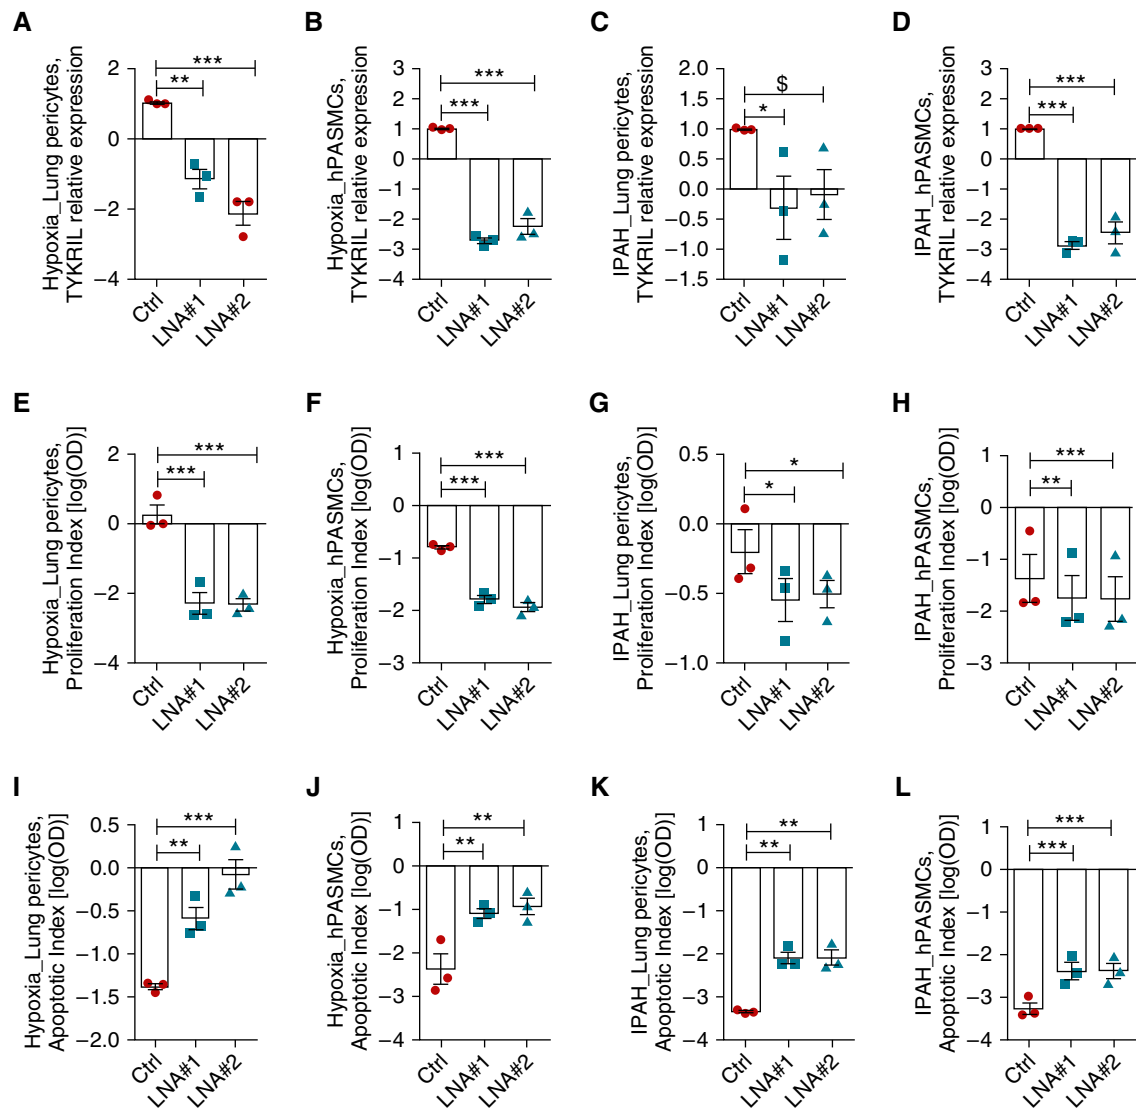 A
Hypoxia_Lung pericytes,
TYKRIL relative expression
2
0
−2
−4
***
**
Ctrl
LNA#1
LNA#2
B
Hypoxia_hPASMCs,
TYKRIL relative expression
3
2
1
0
−1
−2
−3
−4
***
***
Ctrl
LNA#1
LNA#2
C
IPAH_Lung pericytes,
TYKRIL relative expression
2.0
1.5
1.0
0.5
0.0
−0.5
−1.0
−1.5
$
*
Ctrl
LNA#1
LNA#2
D
IPAH_hPASMCs,
TYKRIL relative expression
3
2
1
0
−1
−2
−3
−4
***
***
Ctrl
LNA#1
LNA#2
E
Hypoxia_Lung pericytes,
Proliferation Index [log(OD)]
2
0
−2
−4
***
***
Ctrl
LNA#1
LNA#2
F
Hypoxia_hPASMCs,
Proliferation Index [log(OD)]
1
0
−1
−2
−3
***
***
Ctrl
LNA#1
LNA#2
G
IPAH_Lung pericytes,
Proliferation Index [log(OD)]
0.5
0.0
−0.5
−1.0
*
*
Ctrl
LNA#1
LNA#2
H
IPAH_hPASMCs,
Proliferation Index [log(OD)]
1
0
−1
−2
−3
***
**
Ctrl
LNA#1
LNA#2
I
Hypoxia_Lung pericytes,
Apoptotic Index [log(OD)]
0.5
0.0
−0.5
−1.0
−1.5
−2.0
***
**
Ctrl
LNA#1
LNA#2
J
Hypoxia_hPASMCs,
Apoptotic Index [log(OD)]
1
0
−1
−2
−3
−4
**
**
Ctrl
LNA#1
LNA#2
K
IPAH_Lung pericytes,
Apoptotic Index [log(OD)]
1
0
−1
−2
−3
−4
**
**
Ctrl
LNA#1
LNA#2
L
IPAH_hPASMCs,
Apoptotic Index [log(OD)]
1
0
−1
−2
−3
−4
***
***
Ctrl
LNA#1
LNA#2